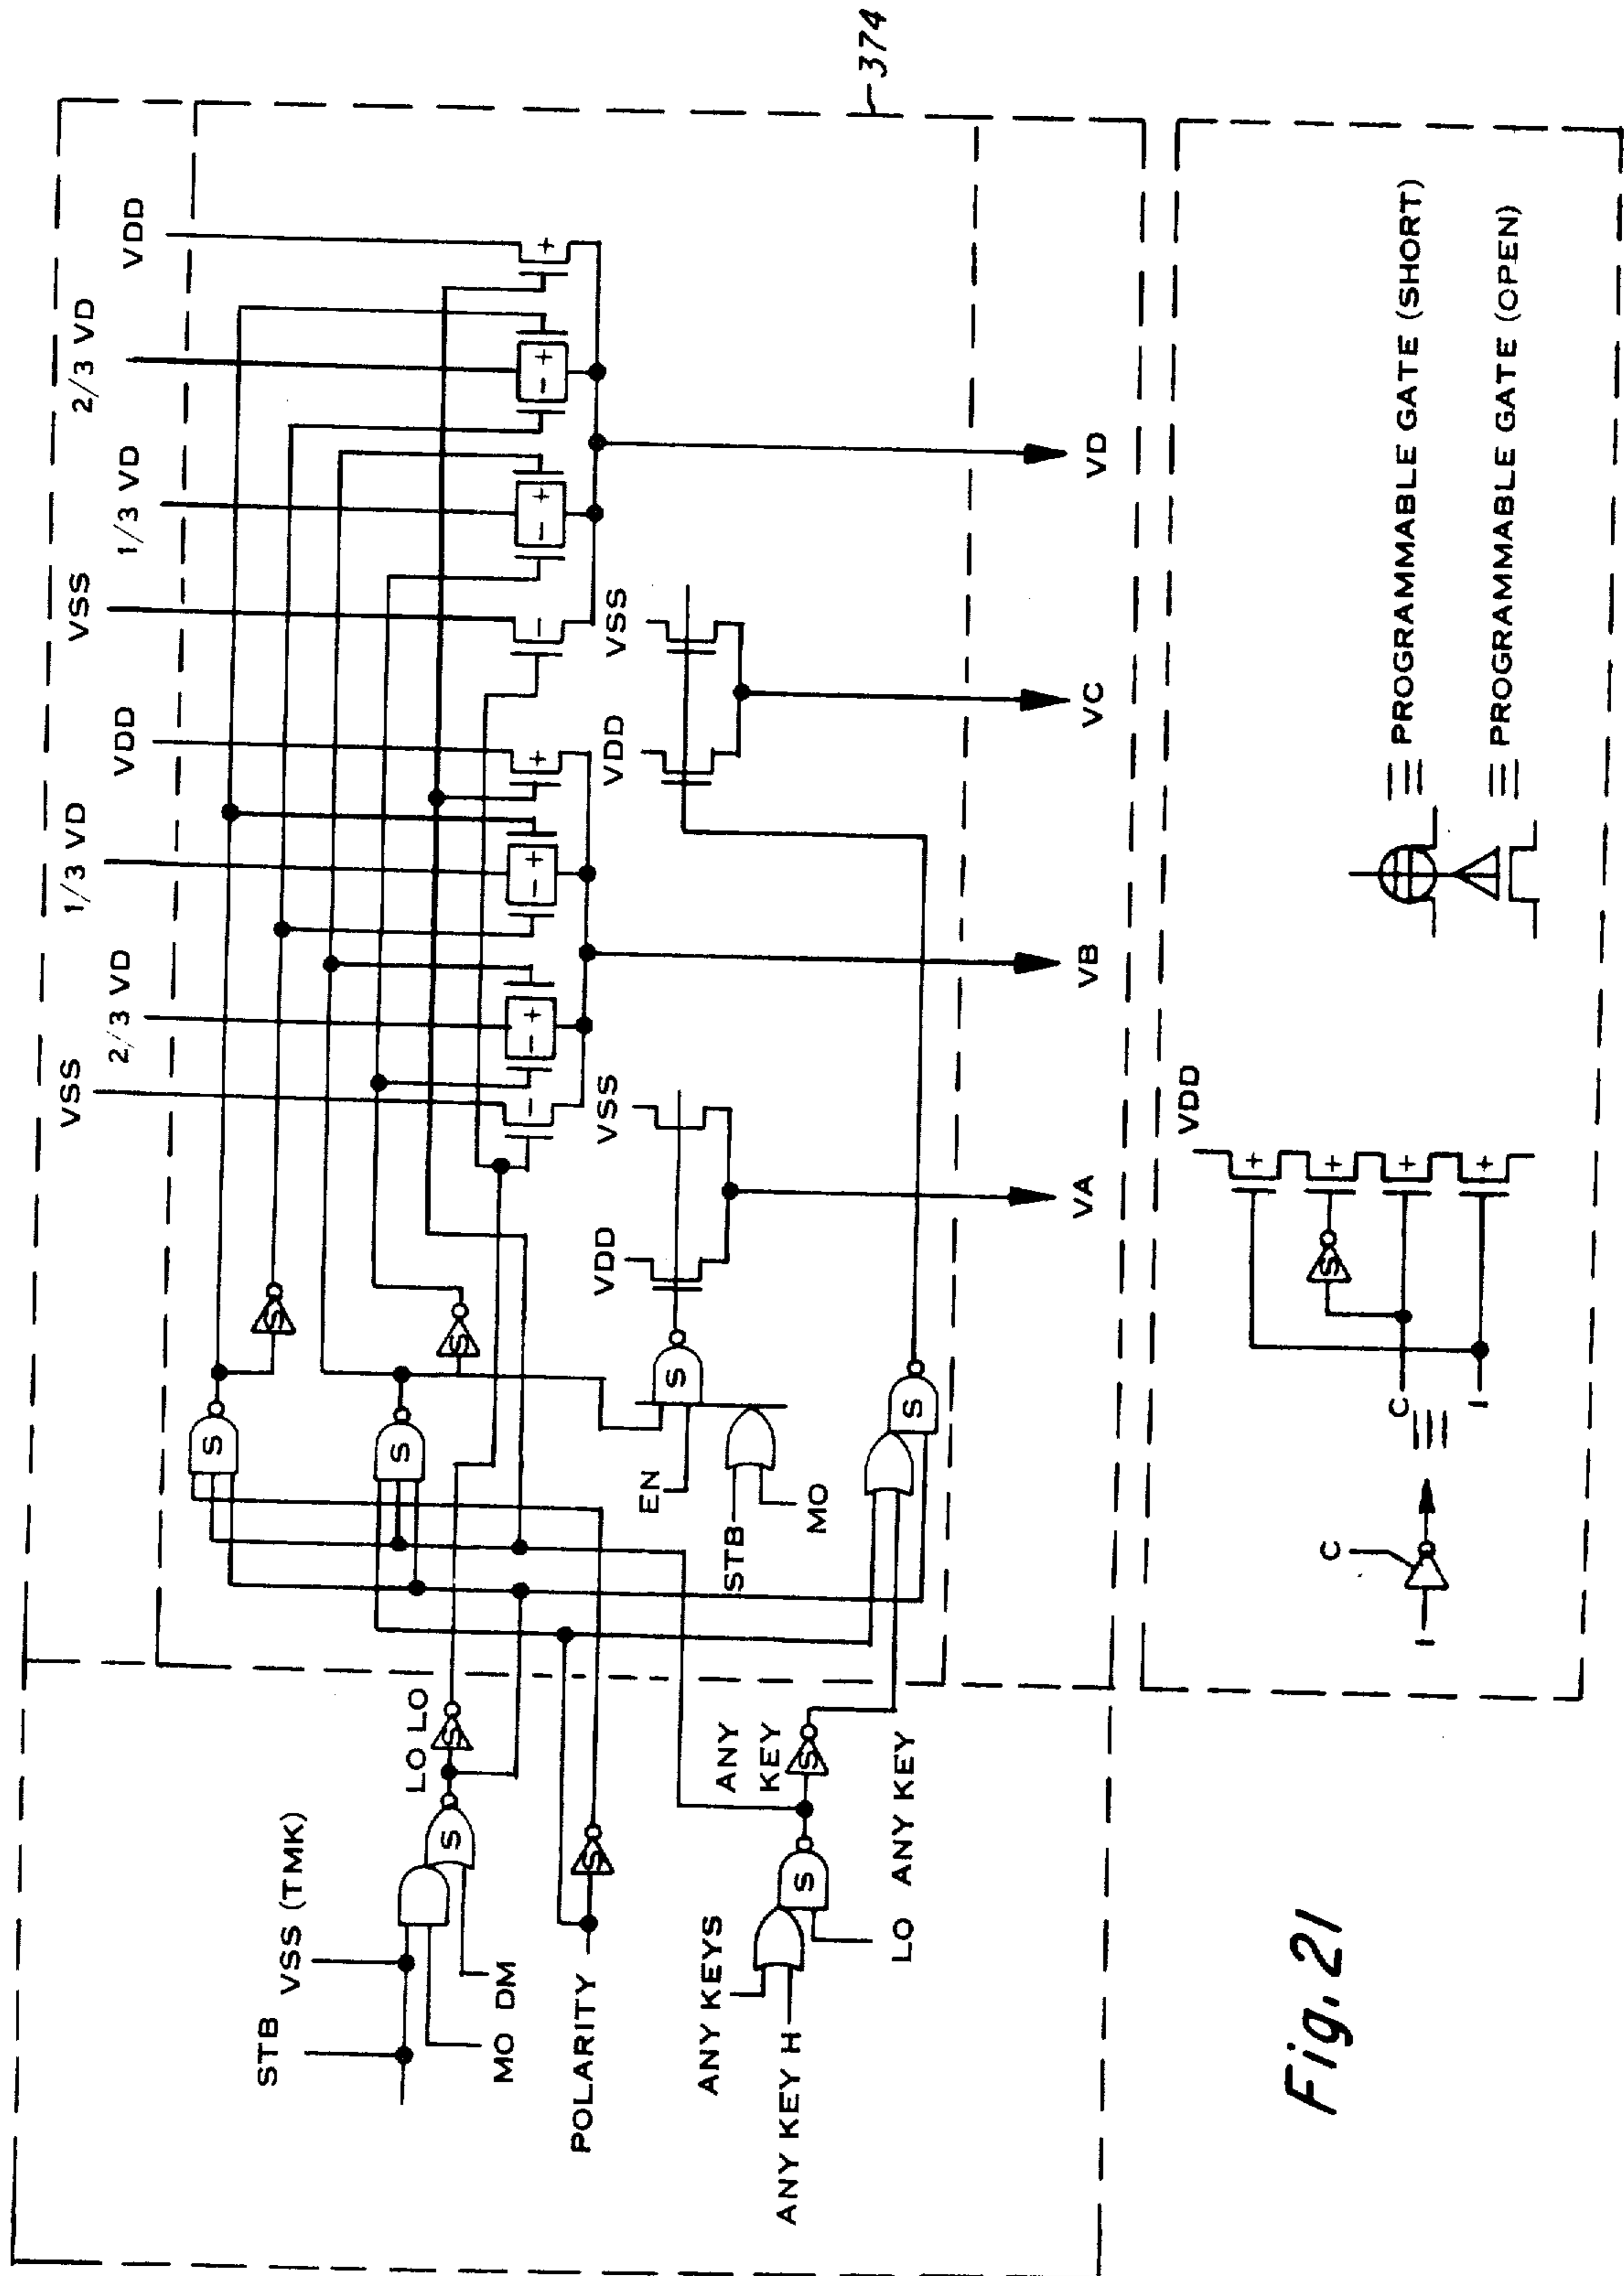 374
VSS
2/3 VD
1/3 VD
VDD
VSS
1/3 VD
2/3 VD
VDD
+
-
- +
- +
+
-
- +
- +
+
S
S
S
S
LO LO
S
S
STB
VSS (TMK)
MO
DM
S
POLARITY
EN
STB
MO
S
VDD
VSS
VDD
VSS
ANY KEYS
ANY KEY H
S
LO ANY KEY
ANY
KEY
S
S
VA
VB
VC
VD
I
C
C
I
S
VDD
+
+
+
+
PROGRAMMABLE GATE (SHORT)
PROGRAMMABLE GATE (OPEN)
Fig. 21